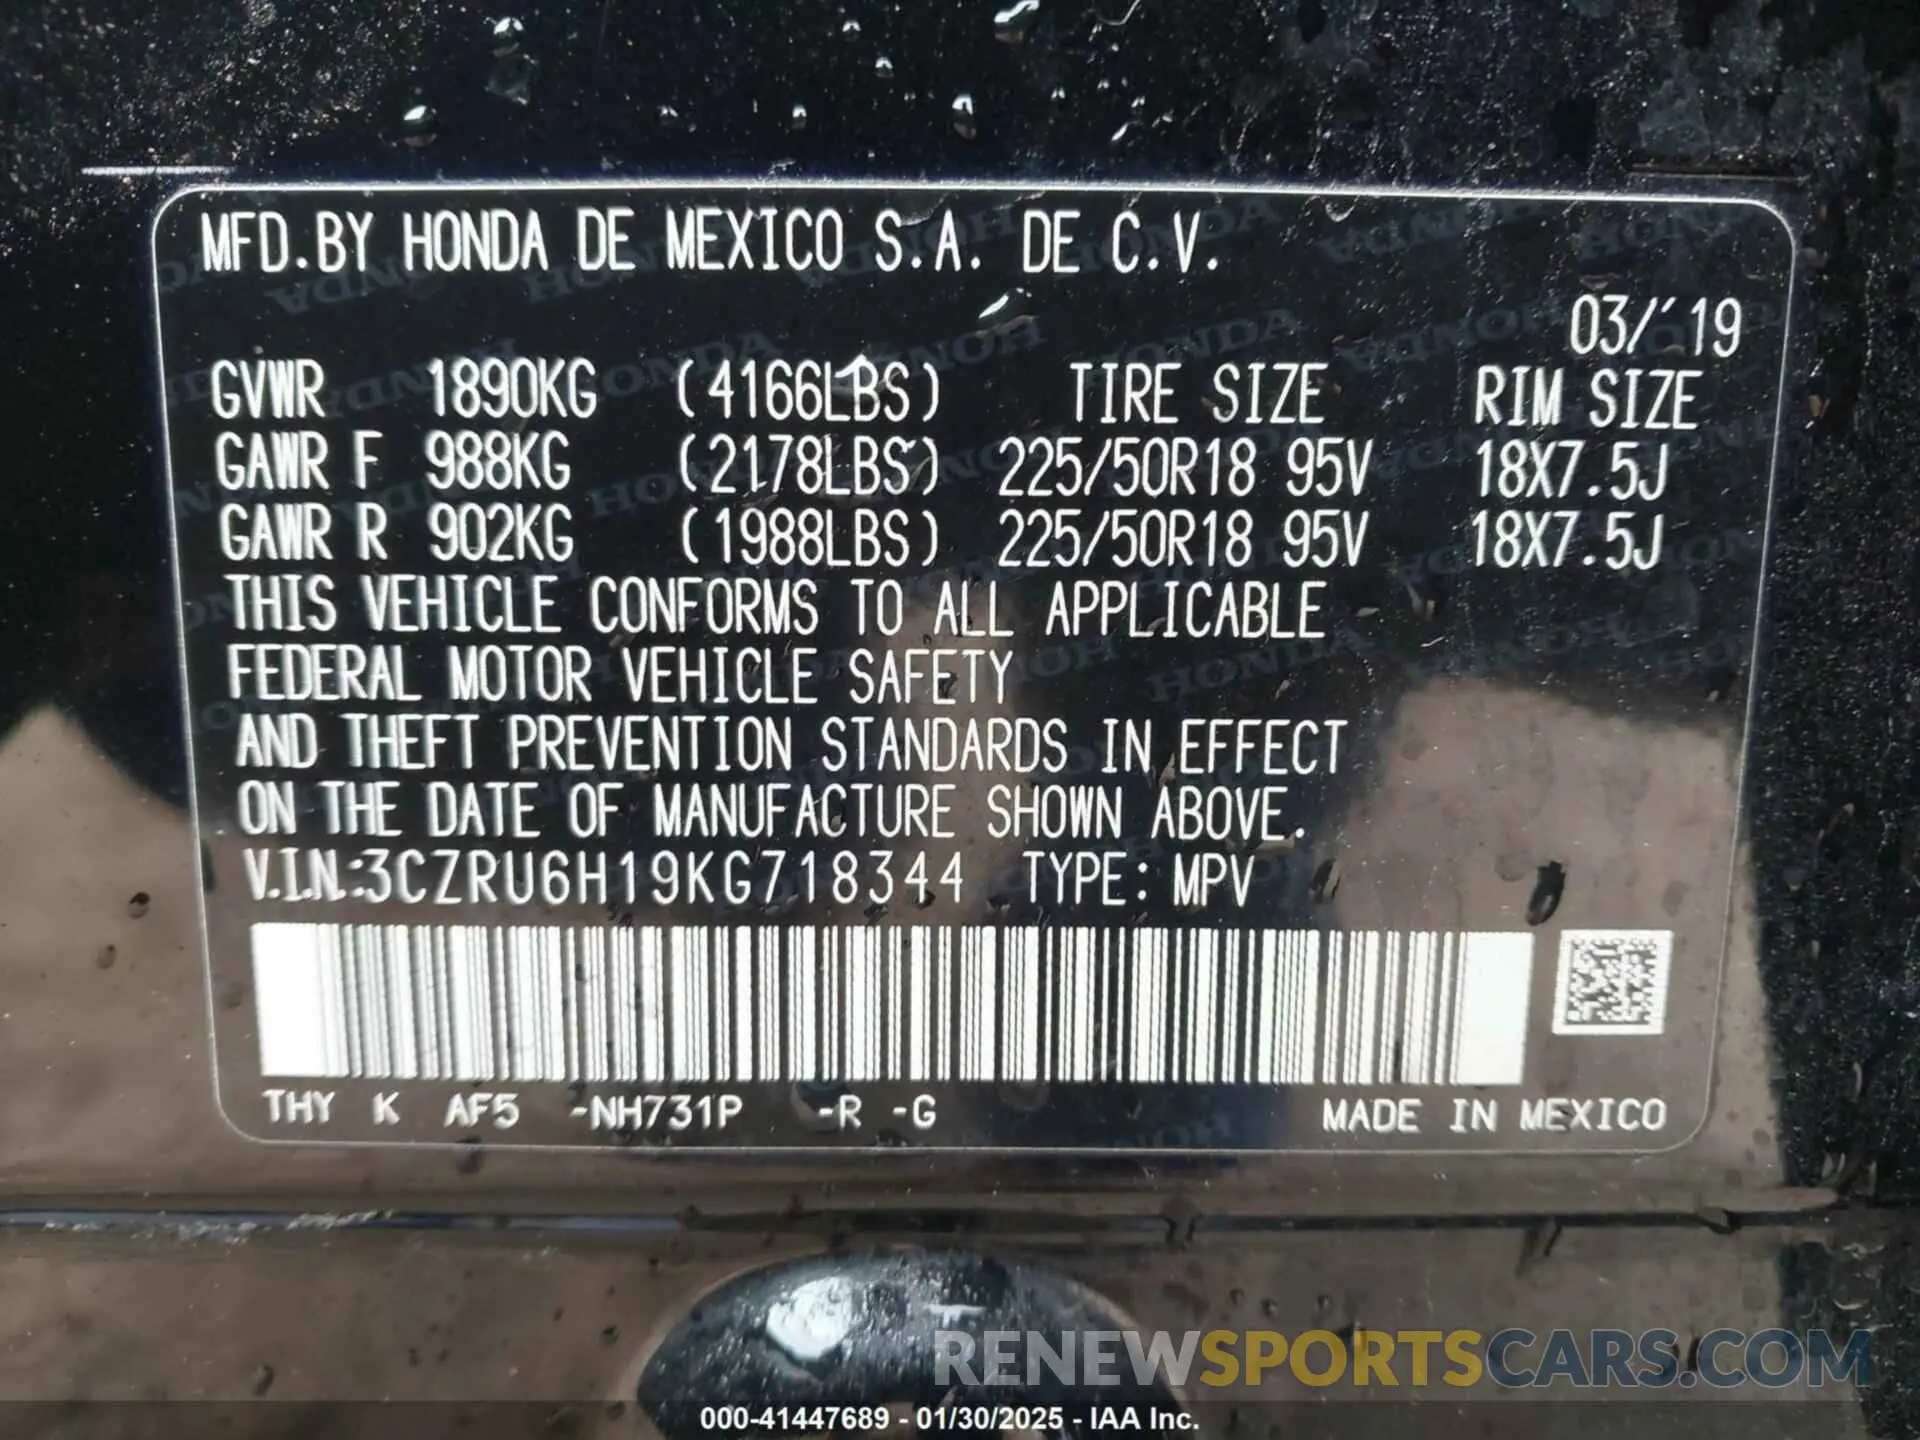 MFD.BY HONDA DE MEXICO S.A. DE C.V.
03/'19
GVWR 1890KG (4166LBS) TIRE SIZE RIM SIZE
GAWR F 988KG (2178LBS) 225/50R18 95V 18X7.5J
GAWR R 902KG (1988LBS) 225/50R18 95V 18X7.5J
THIS VEHICLE CONFORMS TO ALL APPLICABLE
FEDERAL MOTOR VEHICLE SAFETY
AND THEFT PREVENTION STANDARDS IN EFFECT
ON THE DATE OF MANUFACTURE SHOWN ABOVE.
V.I.N.:3CZRU6H19KG718344 TYPE: MPV
THY K AF5 -NH731P -R -G MADE IN MEXICO
RENEWSPORTSCARS.COM
000-41447689 - 01/30/2025 - IAA Inc.